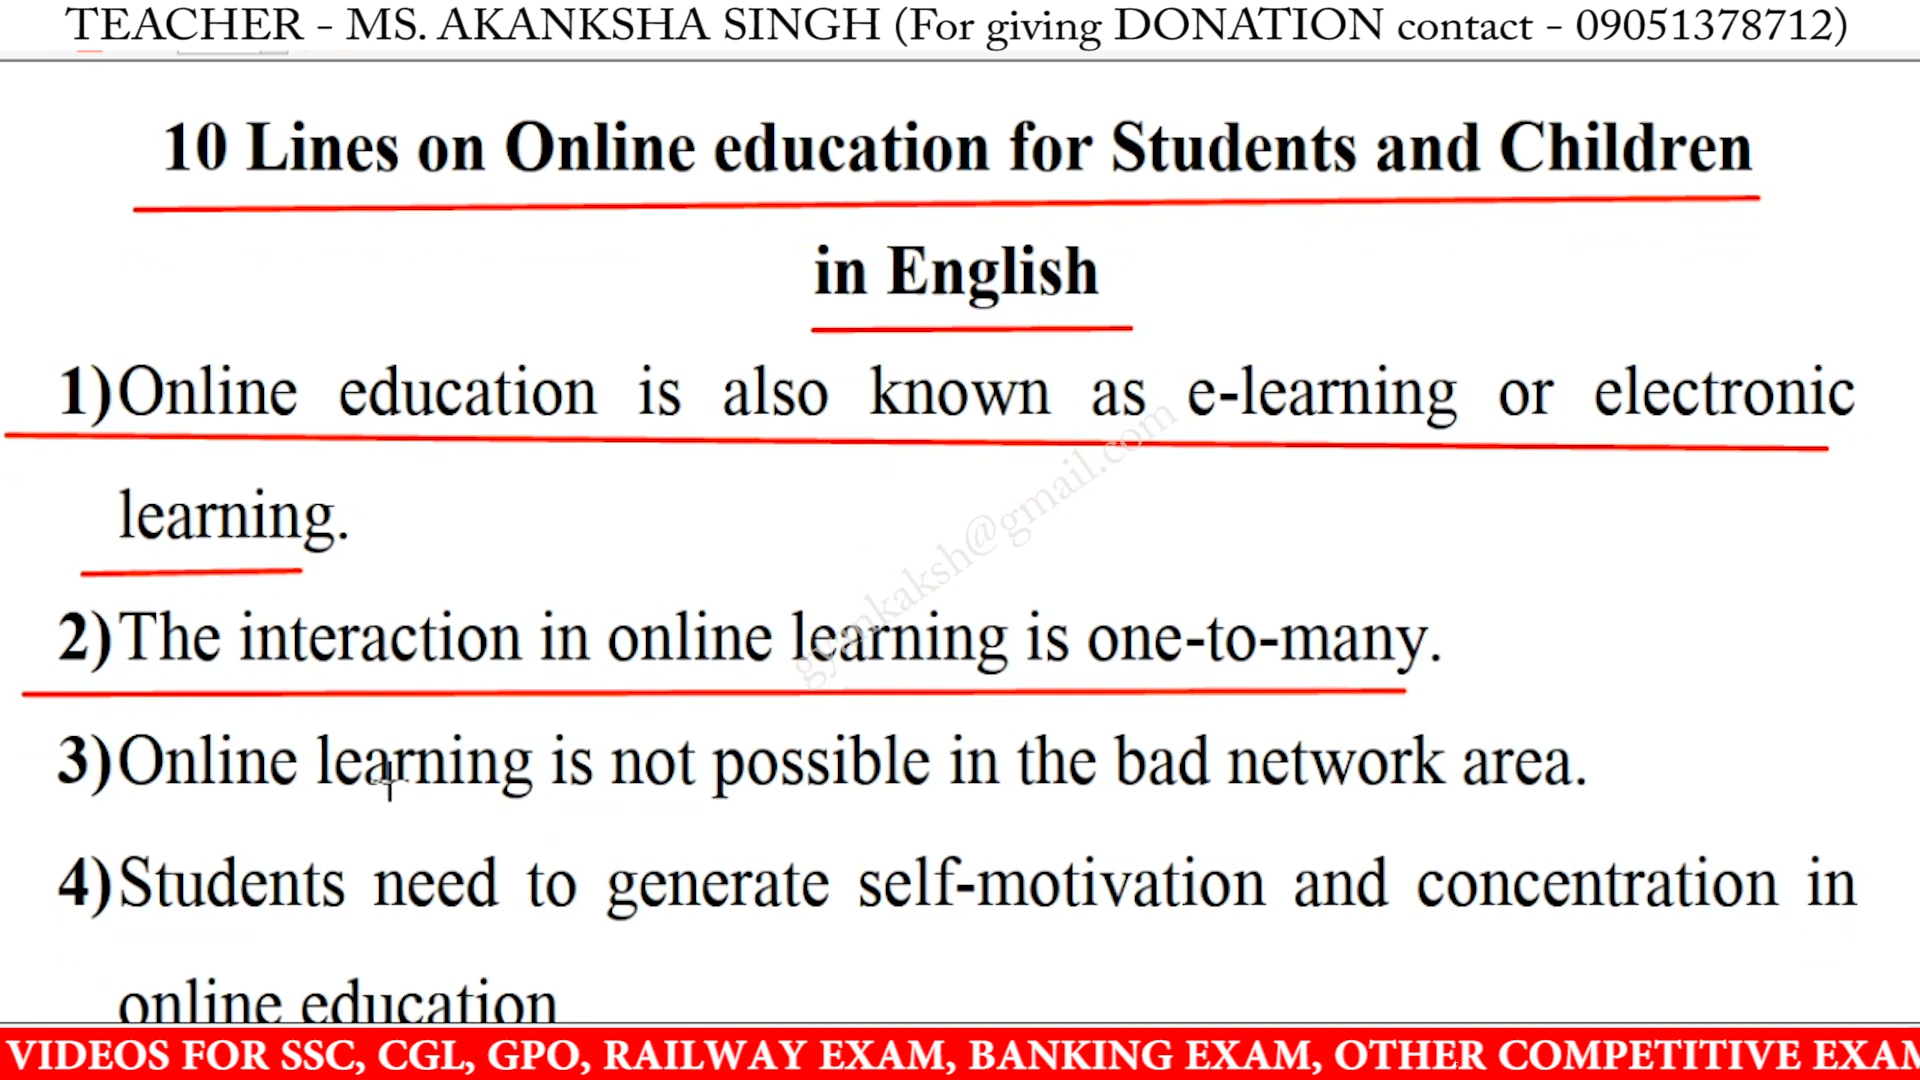 TEACHER - MS. AKANKSHA SINGH (For giving DONATION contact - 09051378712)
10 Lines on Online education for Students and Children
in English
1) Online education is also known as e-learning or electronic
learning.
2) The interaction in online learning is one-to-many.
gyankaksh@gmail.com
3) Online learning is not possible in the bad network area.
4) Students need to generate self-motivation and concentration in
online education
VIDEOS FOR SSC, CGL, GPO, RAILWAY EXAM, BANKING EXAM, OTHER COMPETITIVE EXAM